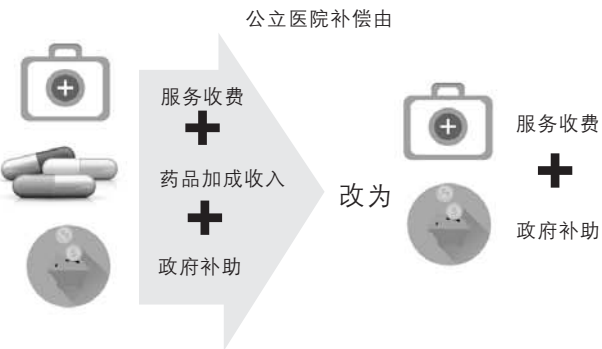 公立医院补偿由
服务收费
+
药品加成收入
+
政府补助
改为
服务收费
+
政府补助